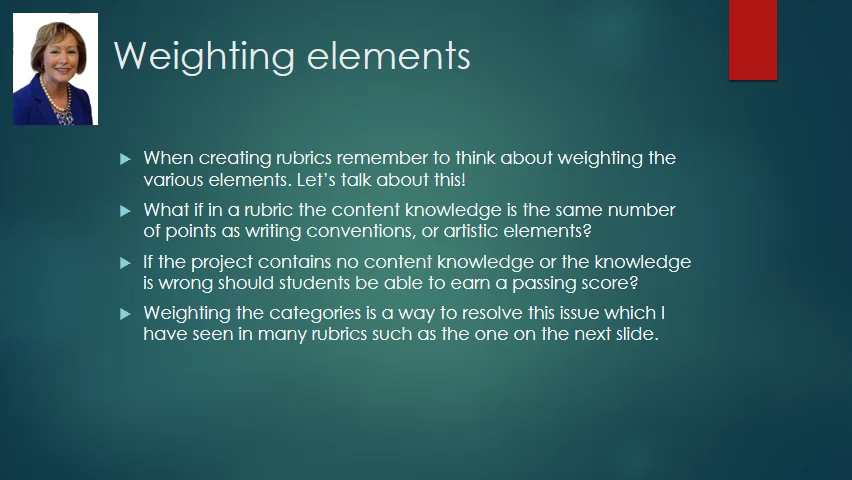 Weighting elements
When creating rubrics remember to think about weighting the
various elements. Let's talk about this!
What if in a rubric the content knowledge is the same number
of points as writing conventions, or artistic elements?
If the project contains no content knowledge or the knowledge
is wrong should students be able to earn a passing score?
Weighting the categories is a way to resolve this issue which I
have seen in many rubrics such as the one on the next slide.